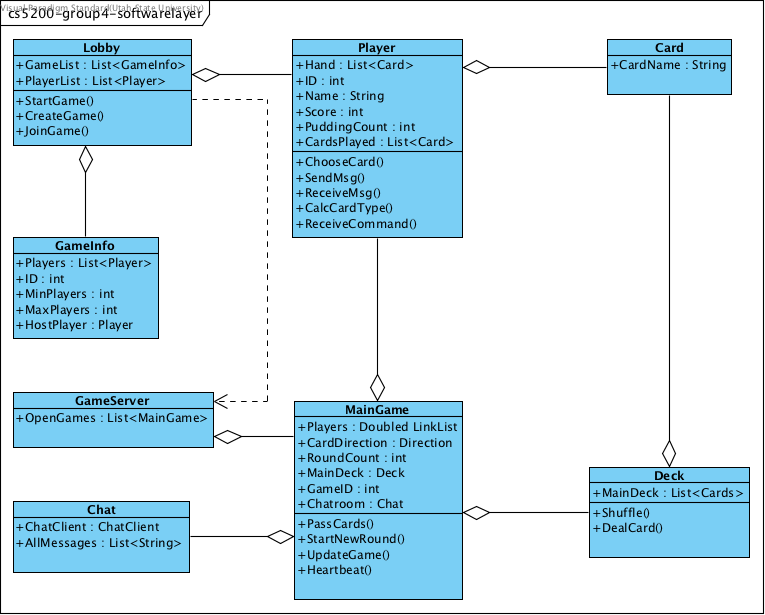 Visual Paradigm Standard(Utah State University)
cs5200-group4-softwarelayer
Lobby
+GameList : List<GameInfo>
+PlayerList : List<Player>
+StartGame()
+CreateGame()
+JoinGame()
Player
+Hand : List<Card>
+ID : int
+Name : String
+Score : int
+PuddingCount : int
+CardsPlayed : List<Card>
+ChooseCard()
+SendMsg()
+ReceiveMsg()
+CalcCardType()
+ReceiveCommand()
Card
+CardName : String
GameInfo
+Players : List<Player>
+ID : int
+MinPlayers : int
+MaxPlayers : int
+HostPlayer : Player
GameServer
+OpenGames : List<MainGame>
MainGame
+Players : Doubled LinkList
+CardDirection : Direction
+RoundCount : int
+MainDeck : Deck
+GameID : int
+Chatroom : Chat
+PassCards()
+StartNewRound()
+UpdateGame()
+Heartbeat()
Deck
+MainDeck : List<Cards>
+Shuffle()
+DealCard()
Chat
+ChatClient : ChatClient
+AllMessages : List<String>